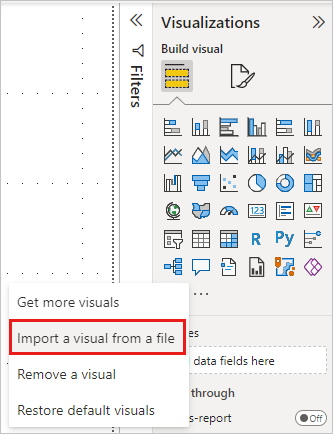 Visualizations
Build visual
Filters
123
R
Py
...
Get more visuals
Import a visual from a file
Remove a visual
Restore default visuals
data fields here
through
s-report
Off